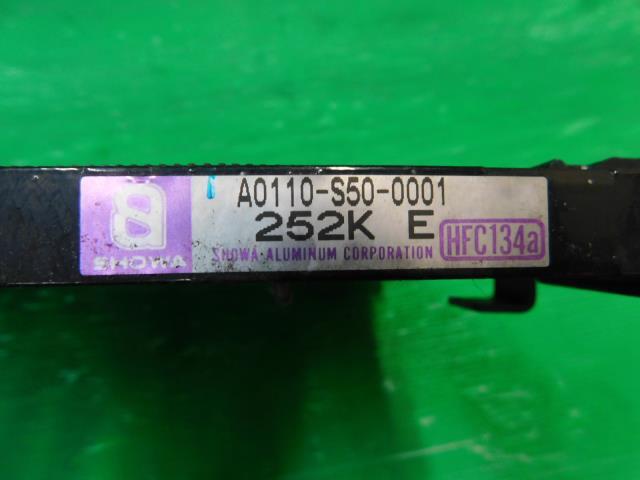 A0110-S50-0001
252K E
HFC134a
SHOWA
SHOWA ALUMINUM CORPORATION